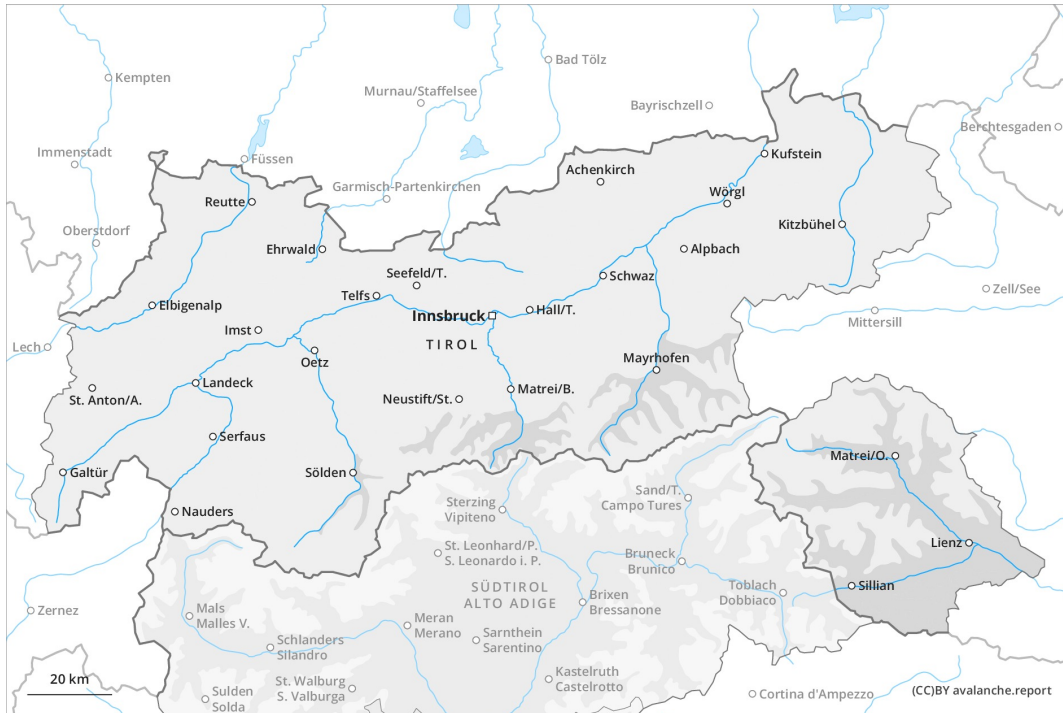 Kempten
Bad Tölz
Murnau/Staffelsee
Bayrischzell
Berchtesgaden
Immenstadt
Füssen
Kufstein
Achenkirch
Garmisch-Partenkirchen
Reutte
Wörgl
Oberstdorf
Kitzbühel
Ehrwald
Alpbach
Seefeld/T.
Schwaz
Telfs
Zell/See
Elbigenalp
Innsbruck
Hall/T.
Mittersill
Imst
TIROL
Lech
Oetz
Mayrhofen
Landeck
St. Anton/A.
Neustift/St.
Matrei/B.
Serfaus
Matrei/O.
Galtür
Sölden
Sterzing
Vipiteno
Sand/T.
Campo Tures
Nauders
Lienz
St. Leonhard/P.
S. Leonardo i. P.
Bruneck
Brunico
SÜDTIROL
ALTO ADIGE
Toblach
Dobbiaco
Sillian
Brixen
Bressanone
Zernez
Mals
Malles V.
Meran
Merano
Sarnthein
Sarentino
Schlanders
Silandro
Kastelruth
Castelrotto
St. Walburg
S. Valburga
20 km
Sulden
Solda
Cortina d'Ampezzo
(CC)BY avalanche.report